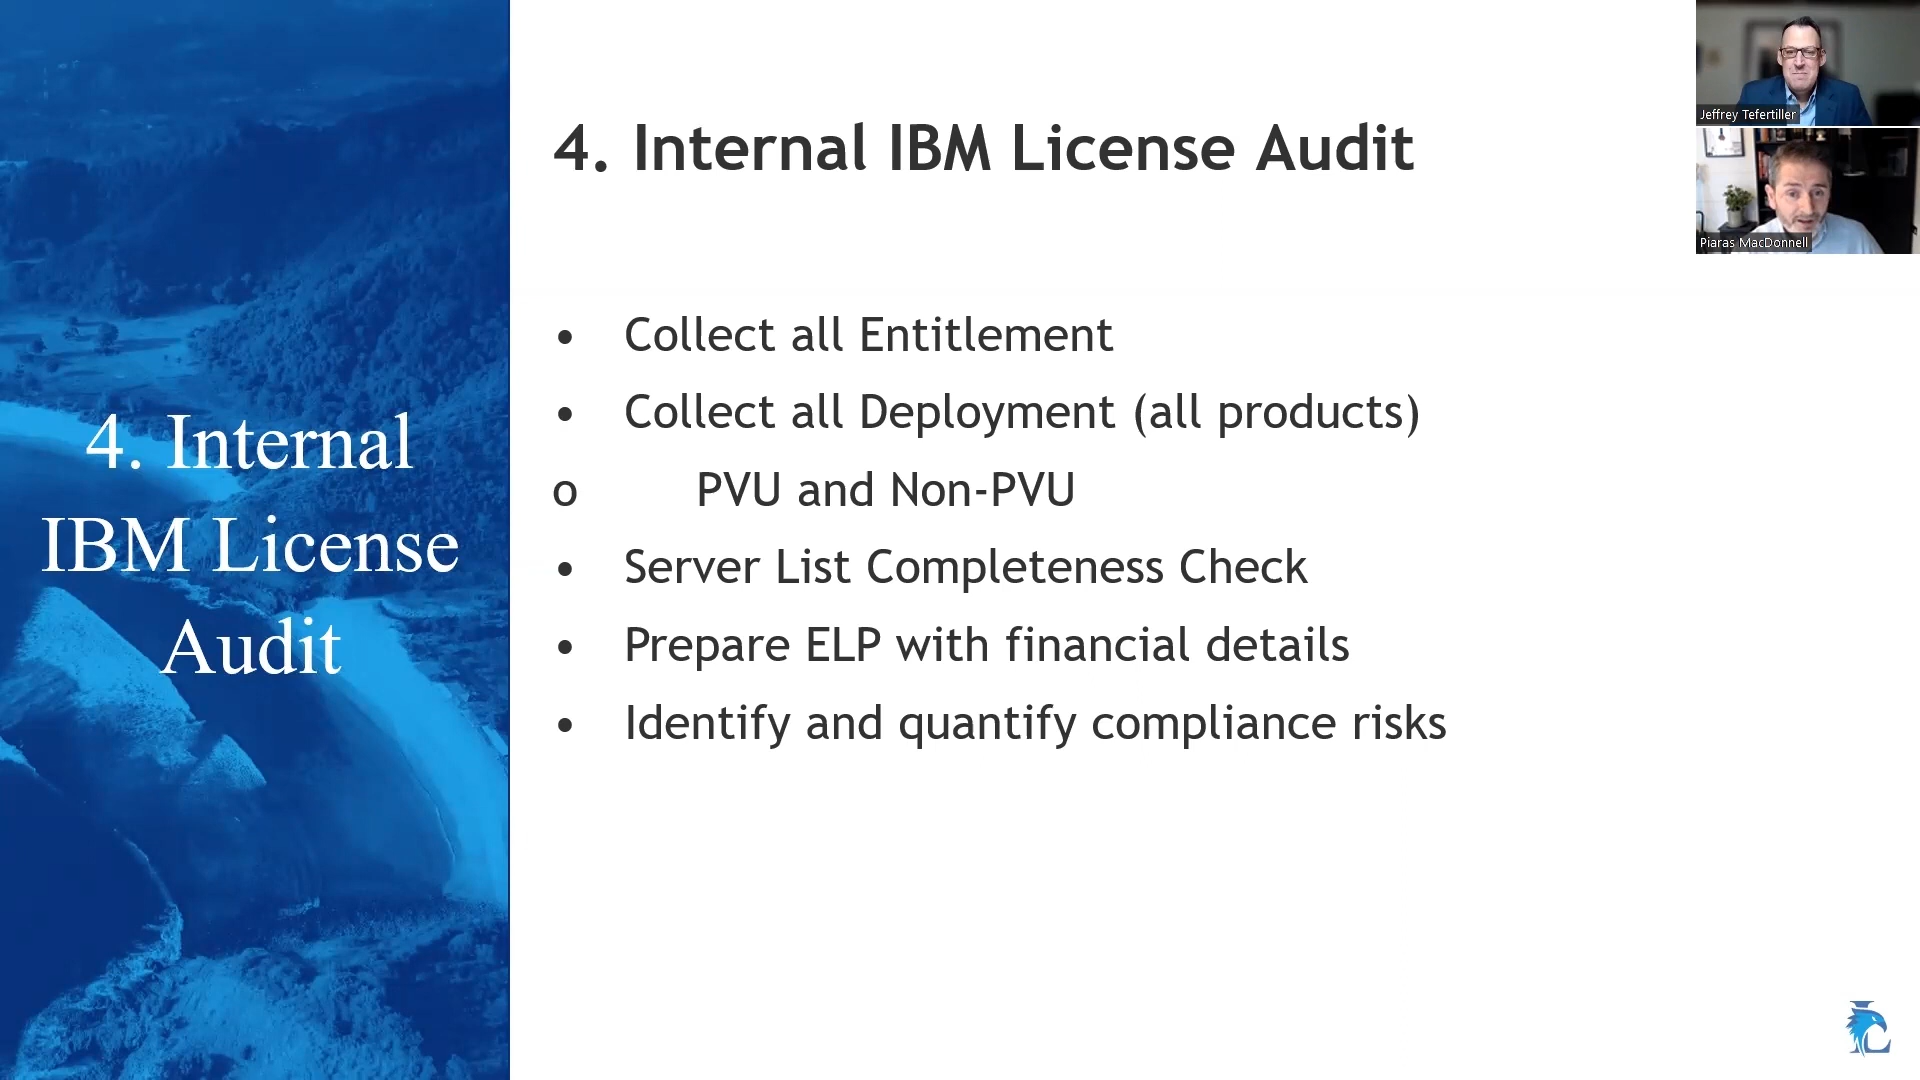 4. Internal
IBM License
Audit
4. Internal IBM License Audit
• Collect all Entitlement
• Collect all Deployment (all products)
o PVU and Non-PVU
• Server List Completeness Check
• Prepare ELP with financial details
• Identify and quantify compliance risks
Jeffrey Tefertiller
Piaras MacDonnell